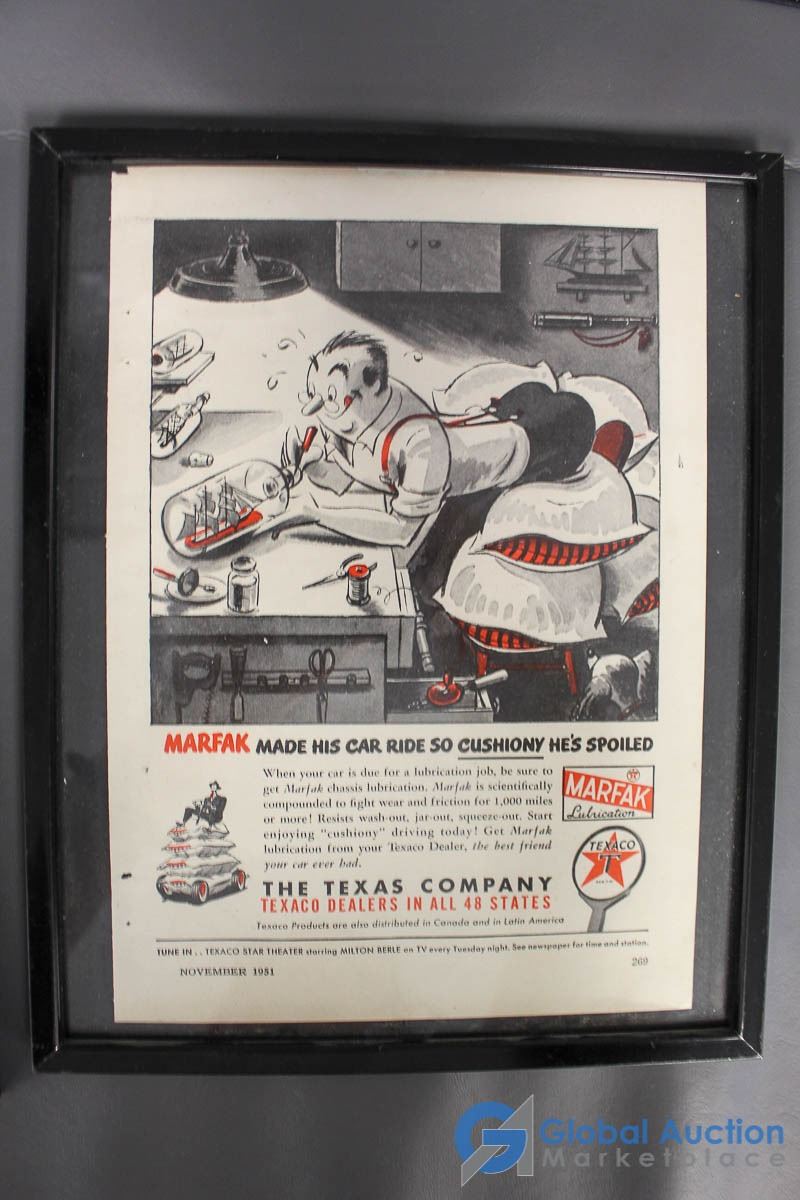 MARFAK MADE HIS CAR RIDE SO CUSHIONY HE'S SPOILED
When your car is due for a lubrication job, be sure to
get Marfak chassis lubrication. Marfak is scientifically
compounded to fight wear and friction for 1,000 miles
or more! Resists wash-out, jar-out, squeeze-out. Start
enjoying "cushiony" driving today! Get Marfak
lubrication from your Texaco Dealer, the best friend
your car ever had.
MARFAK
Lubrication
TEXACO
T
THE TEXAS COMPANY
TEXACO DEALERS IN ALL 48 STATES
Texaco Products are also distributed in Canada and in Latin America
TUNE IN . . TEXACO STAR THEATER starring MILTON BERLE on TV every Tuesday night. See newspaper for time and station.
NOVEMBER 1951
269
Global Auction
Marketplace